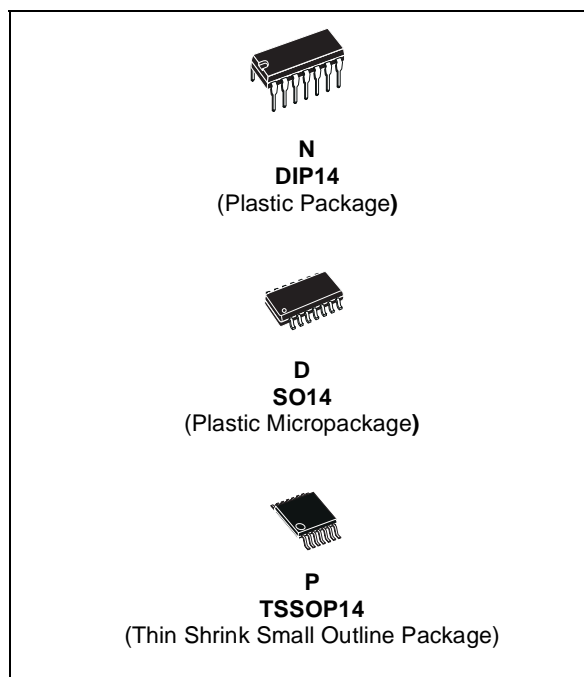 N
DIP14
(Plastic Package)
D
SO14
(Plastic Micropackage)
P
TSSOP14
(Thin Shrink Small Outline Package)